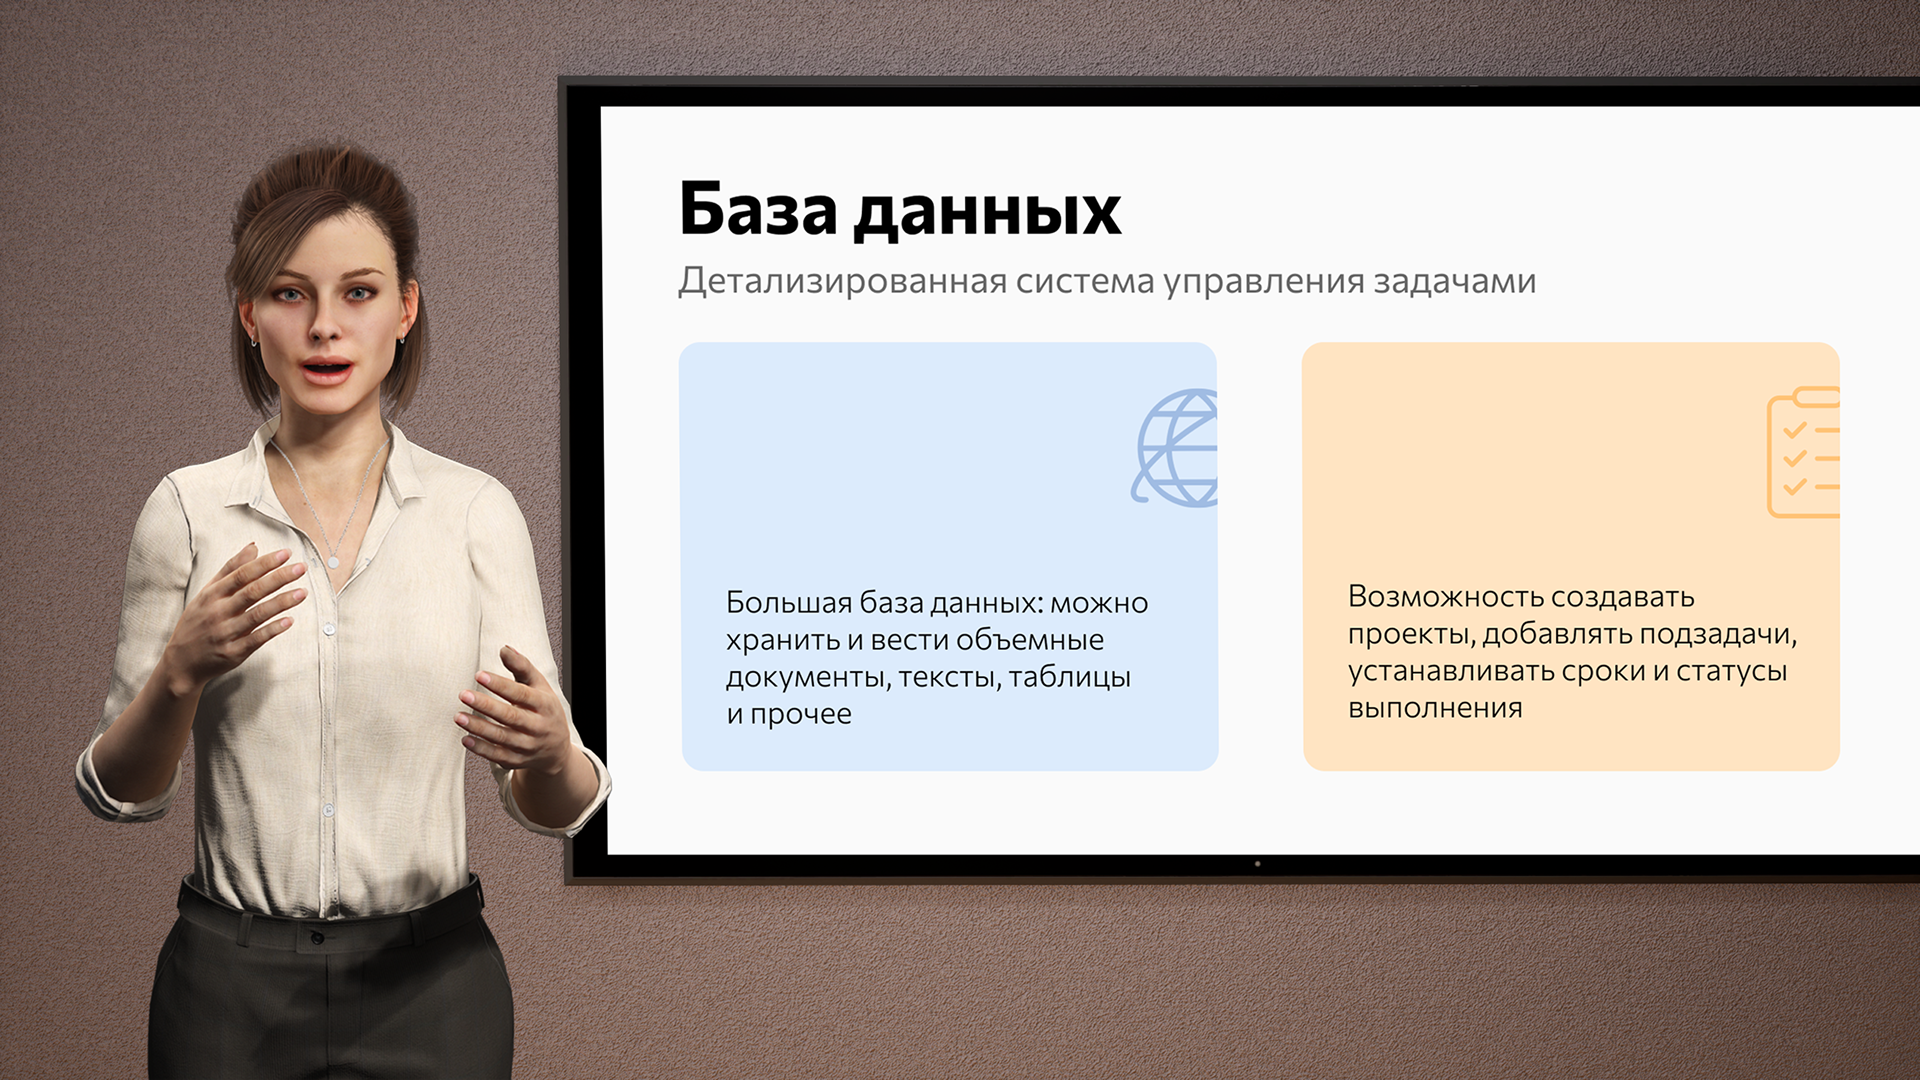 База данных
Детализированная система управления задачами
Большая база данных: можно
хранить и вести объемные
документы, тексты, таблицы
и прочее
Возможность создавать
проекты, добавлять подзадачи,
устанавливать сроки и статусы
выполнения